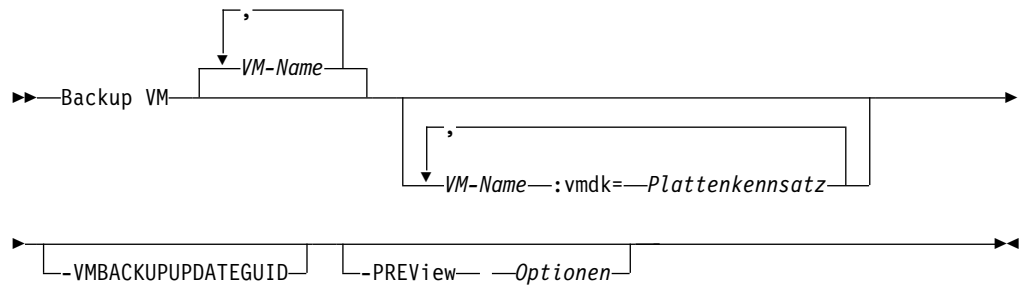 ,
VM-Name
Backup VM
,
VM-Name :vmdk= Plattenkennsatz
-VMBACKUPUPDATEGUID -PREView Optionen